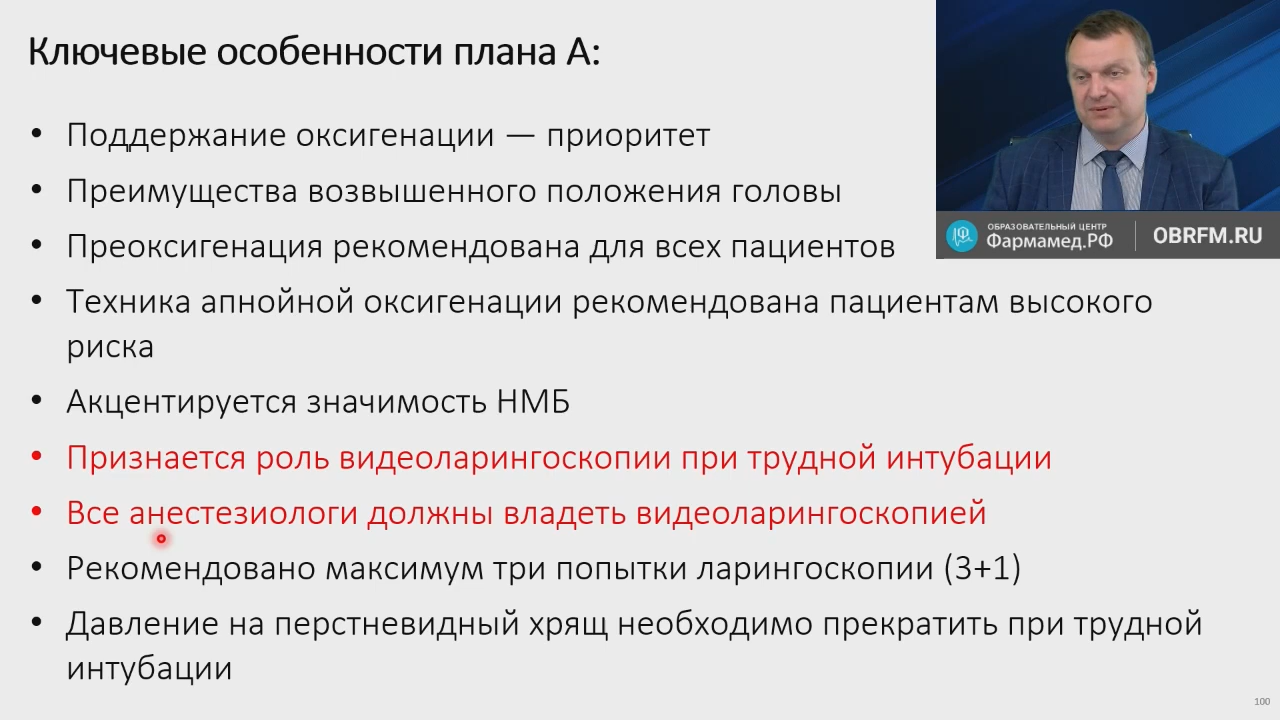 Ключевые особенности плана А:
• Поддержание оксигенации — приоритет
• Преимущества возвышенного положения головы
• Преоксигенация рекомендована для всех пациентов
• Техника апнойной оксигенации рекомендована пациентам высокого
риска
• Акцентируется значимость НМБ
• Признается роль видеоларингоскопии при трудной интубации
• Все анестезиологи должны владеть видеоларингоскопией
• Рекомендовано максимум три попытки ларингоскопии (3+1)
• Давление на перстневидный хрящ необходимо прекратить при трудной
интубации
ОБРАЗОВАТЕЛЬНЫЙ ЦЕНТР
Фармамед.РФ
OBRFM.RU
100